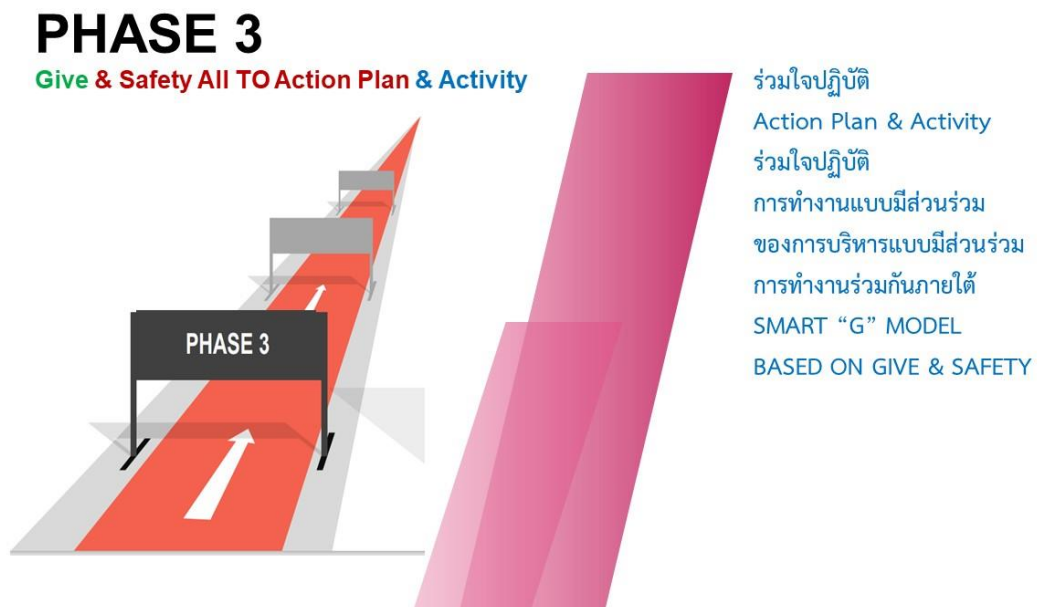 PHASE 3
Give & Safety All TO Action Plan & Activity
PHASE 3
ร่วมใจปฏิบัติ
Action Plan & Activity
ร่วมใจปฏิบัติ
การทำงานแบบมีส่วนร่วม
ของการบริหารแบบมีส่วนร่วม
การทำงานร่วมกันภายใต้
SMART “G” MODEL
BASED ON GIVE & SAFETY